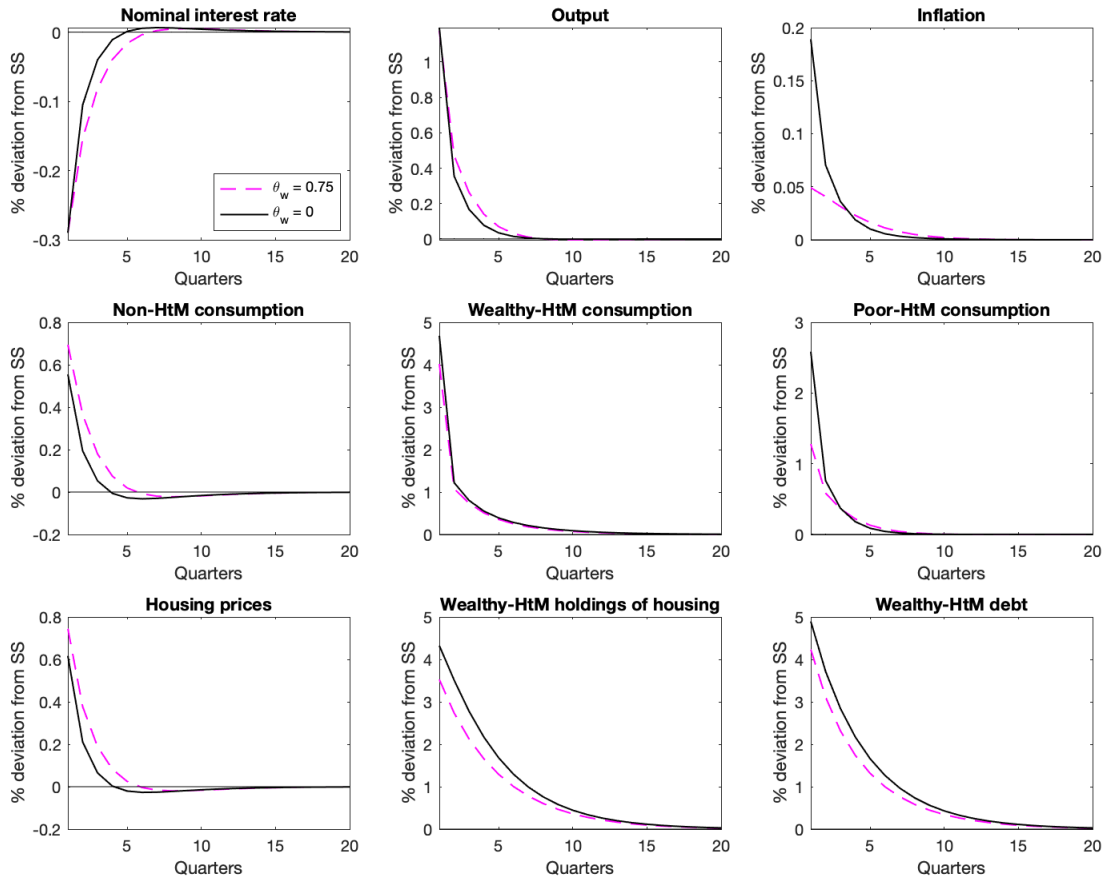 Nominal interest rate
% deviation from SS
0
-0.1
-0.2
-0.3
θw = 0.75
θw = 0
5 10 15 20
Quarters
Output
% deviation from SS
1
0.8
0.6
0.4
0.2
0
5 10 15 20
Quarters
Inflation
% deviation from SS
0.2
0.15
0.1
0.05
0
5 10 15 20
Quarters
Non-HtM consumption
% deviation from SS
0.8
0.6
0.4
0.2
0
-0.2
5 10 15 20
Quarters
Wealthy-HtM consumption
% deviation from SS
5
4
3
2
1
0
5 10 15 20
Quarters
Poor-HtM consumption
% deviation from SS
3
2
1
0
5 10 15 20
Quarters
Housing prices
% deviation from SS
0.8
0.6
0.4
0.2
0
-0.2
5 10 15 20
Quarters
Wealthy-HtM holdings of housing
% deviation from SS
5
4
3
2
1
0
5 10 15 20
Quarters
Wealthy-HtM debt
% deviation from SS
5
4
3
2
1
0
5 10 15 20
Quarters